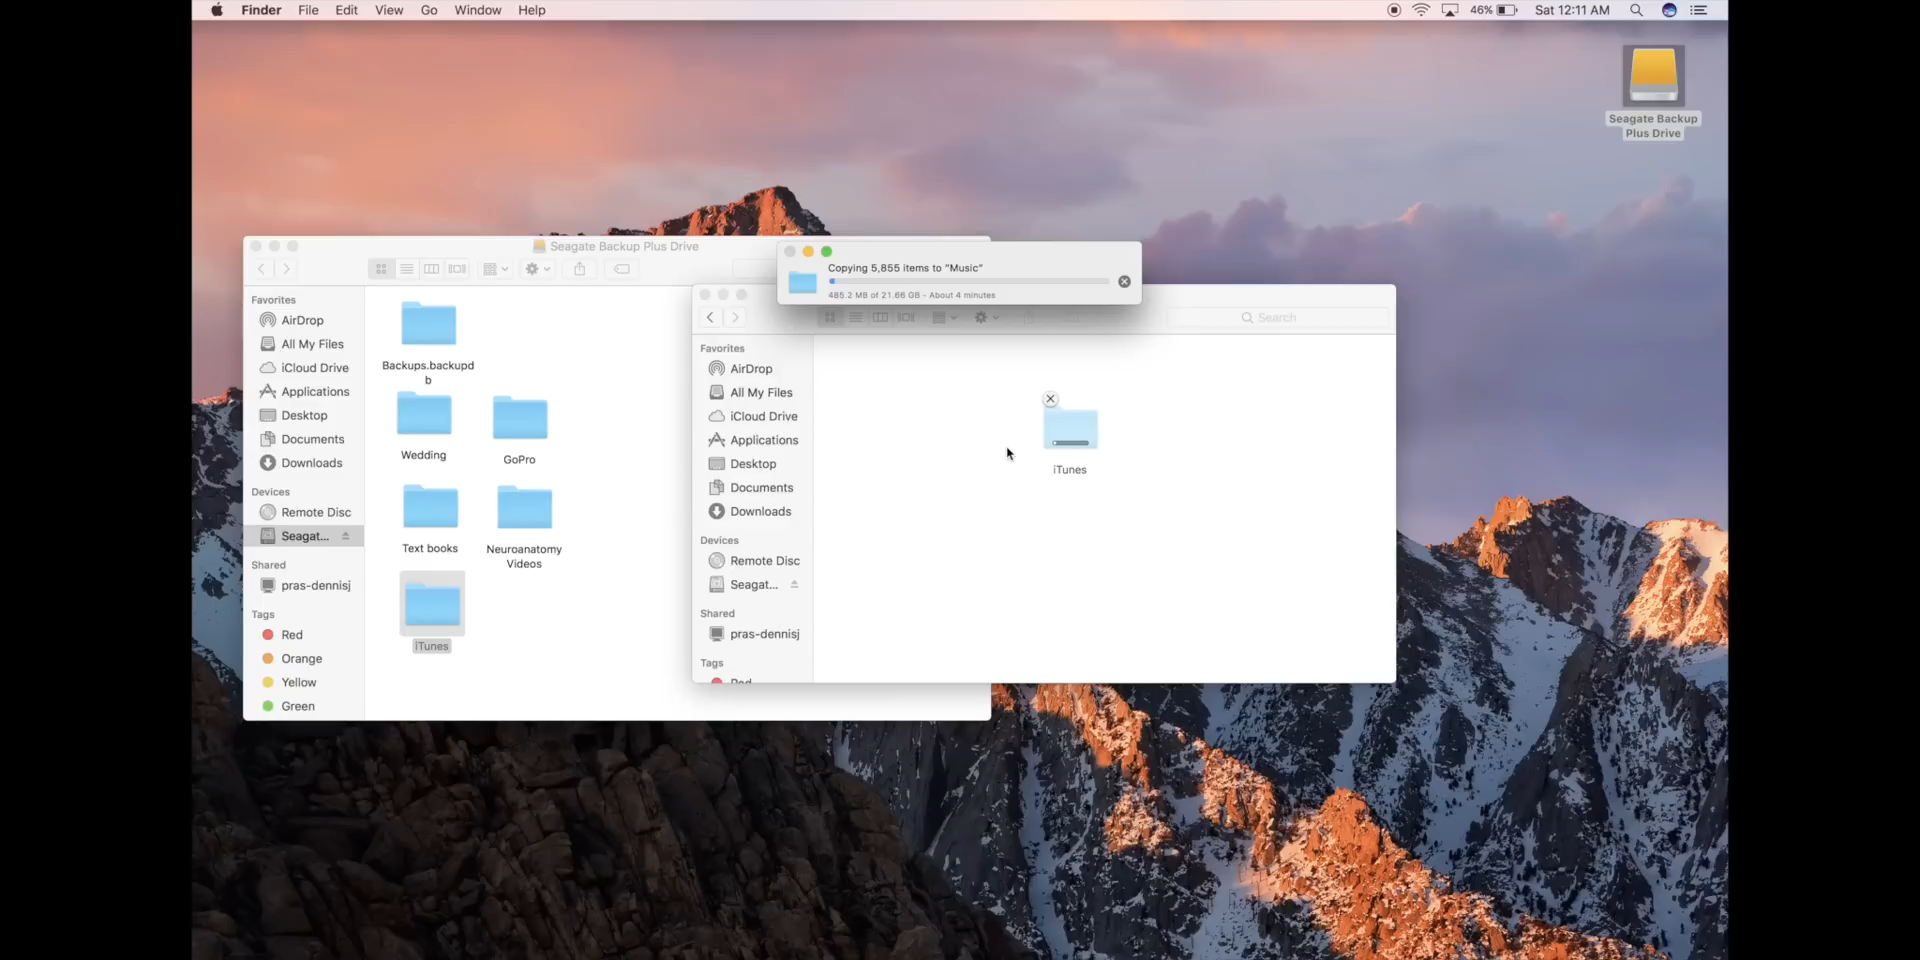 Finder File Edit View Go Window Help
46% Sat 12:11 AM
Seagate Backup
Plus Drive
Seagate Backup Plus Drive
Favorites
AirDrop
All My Files
iCloud Drive
Applications
Desktop
Documents
Downloads
Devices
Remote Disc
Seagat...
Shared
pras-dennisj
Tags
Red
Orange
Yellow
Green
Backups.backupd
b
Wedding
GoPro
Text books
Neuroanatomy
Videos
iTunes
Copying 5,855 items to "Music"
485.2 MB of 21.66 GB - About 4 minutes
Search
Favorites
AirDrop
All My Files
iCloud Drive
Applications
Desktop
Documents
Downloads
Devices
Remote Disc
Seagat...
Shared
pras-dennisj
Tags
Red
iTunes